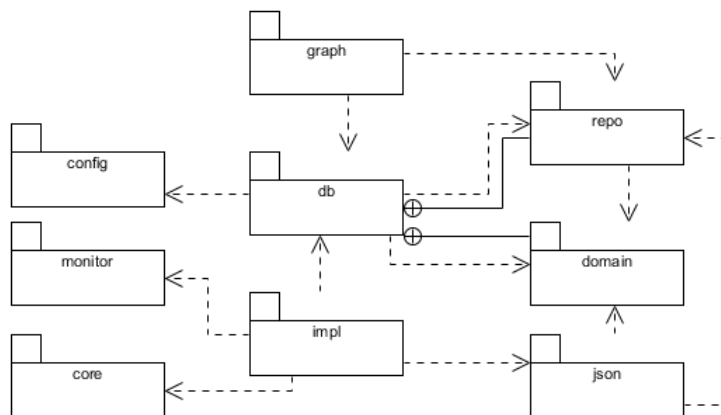 graph
repo
config
db
monitor
domain
impl
core
json